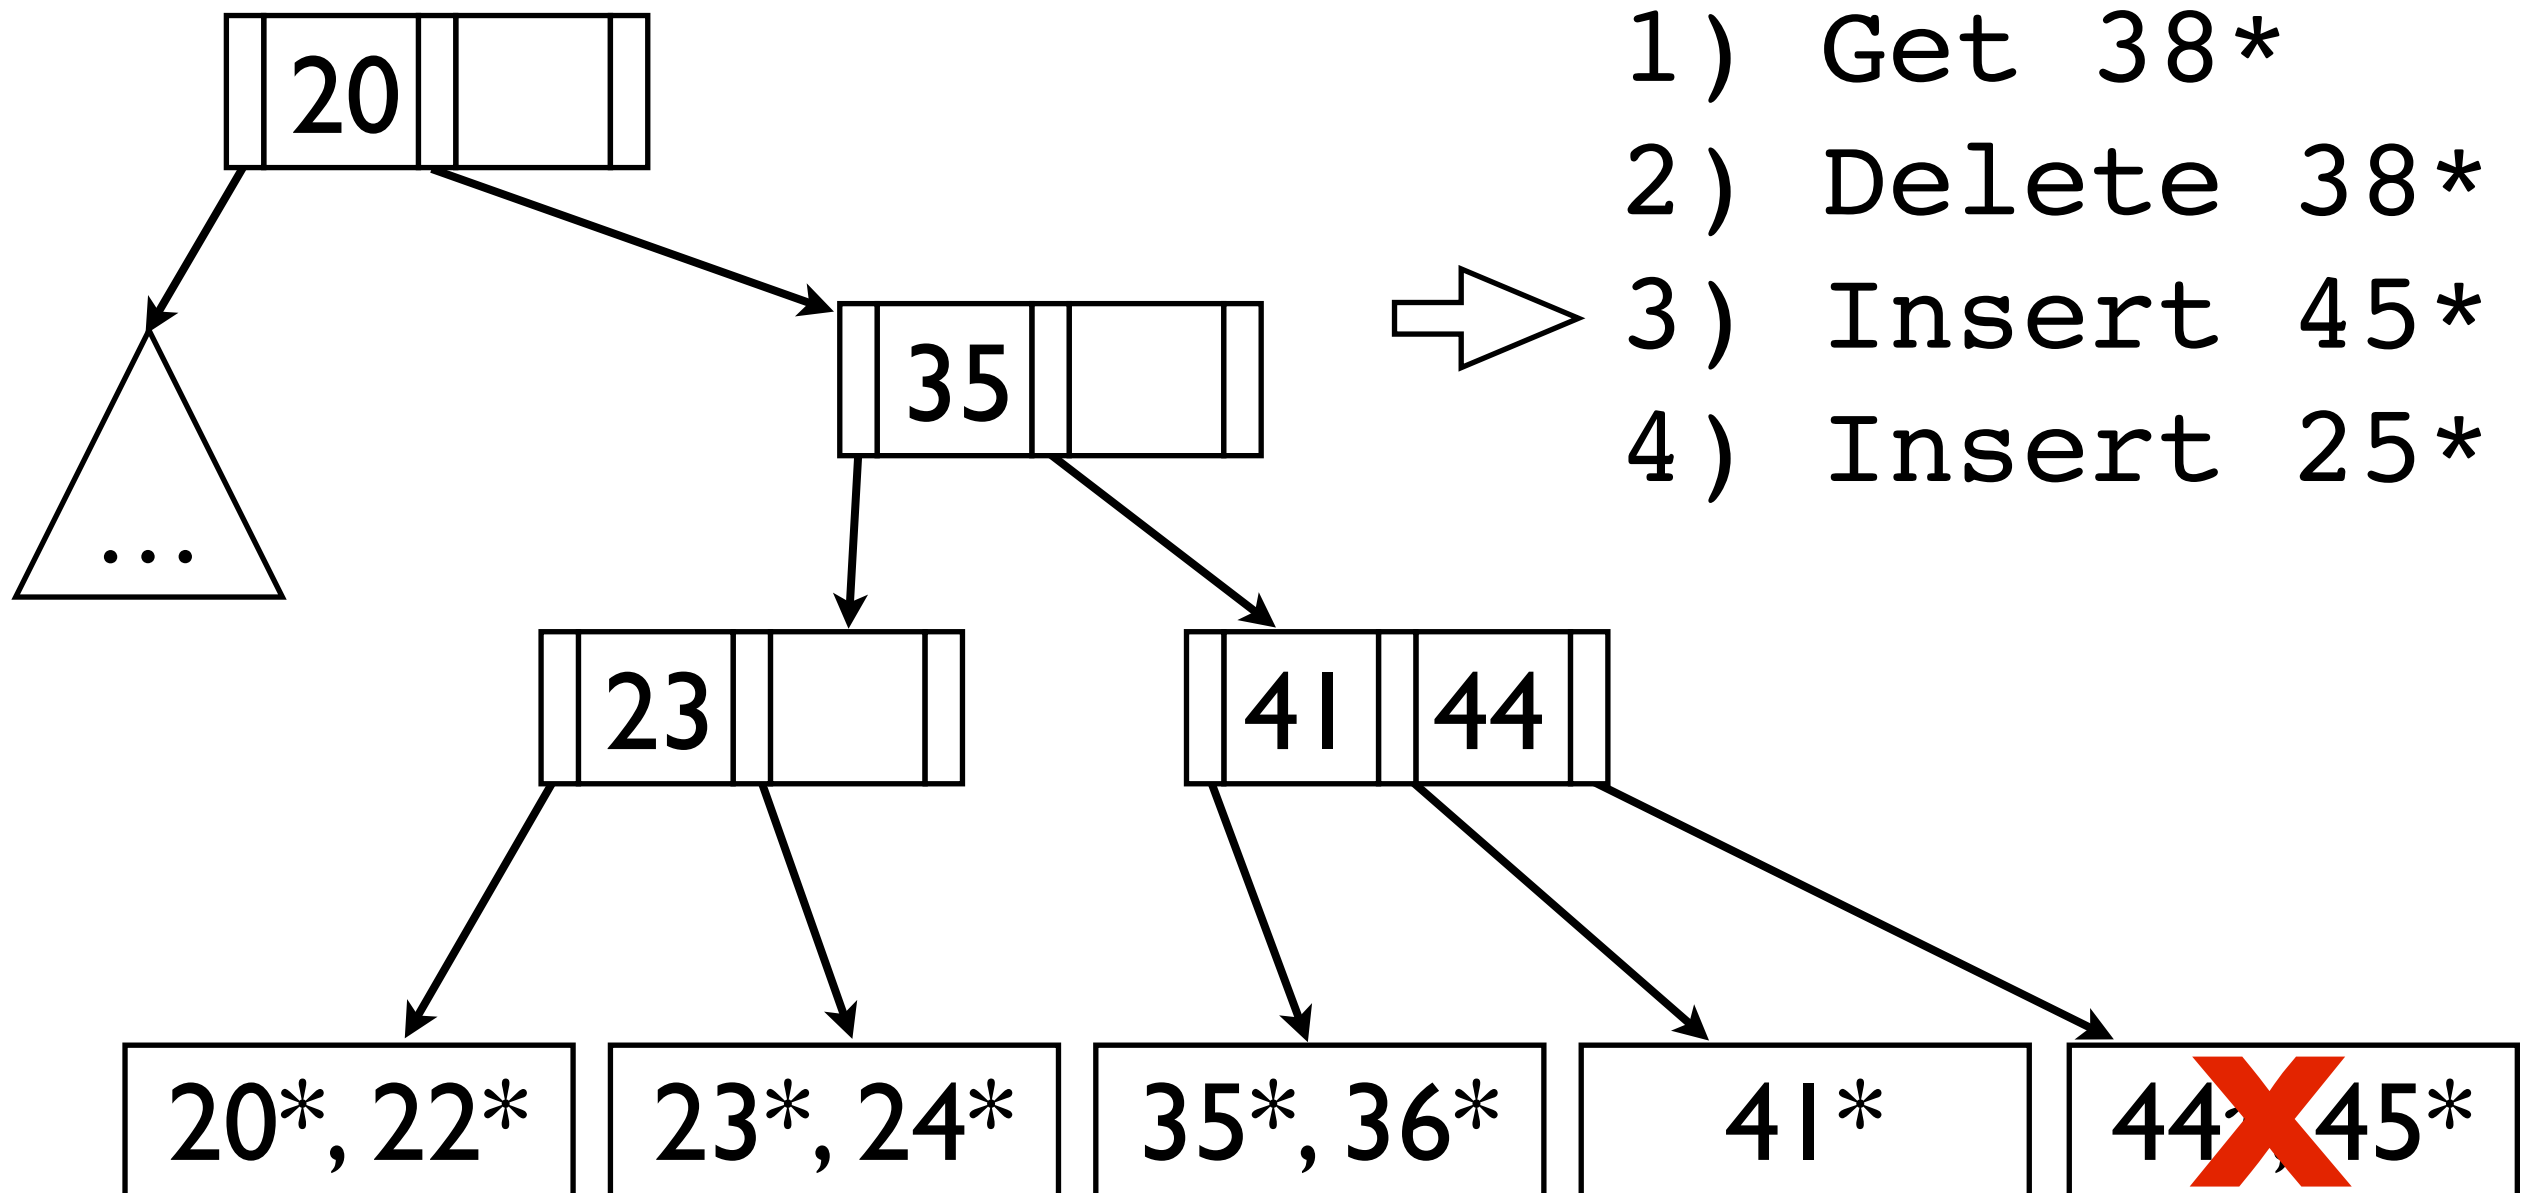 20
1) Get 38*
2) Delete 38*
3) Insert 45*
4) Insert 25*
35
...
23
41 44
20*, 22*
23*, 24*
35*, 36*
41*
44*, 45*
X